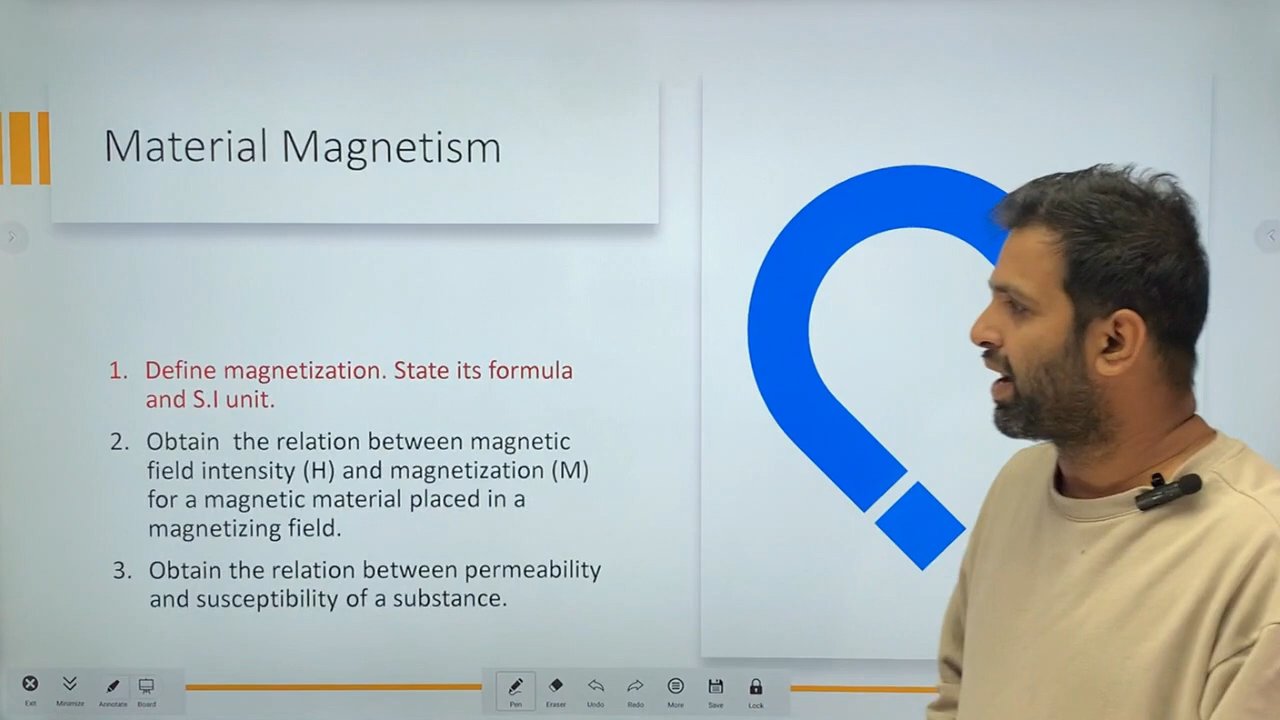 Material Magnetism
1. Define magnetization. State its formula
and S.I unit.
2. Obtain the relation between magnetic
field intensity (H) and magnetization (M)
for a magnetic material placed in a
magnetizing field.
3. Obtain the relation between permeability
and susceptibility of a substance.
Exit Minimize Annotate Board Pen Eraser Undo Redo More Save Lock